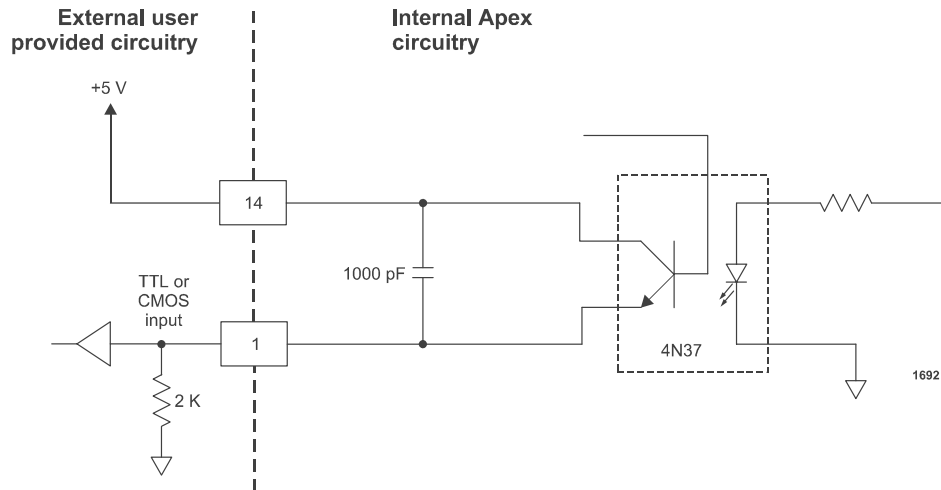 External user
provided circuitry
Internal Apex
circuitry
+5 V
14
1000 pF
TTL or
CMOS
input
1
2 K
4N37
1692